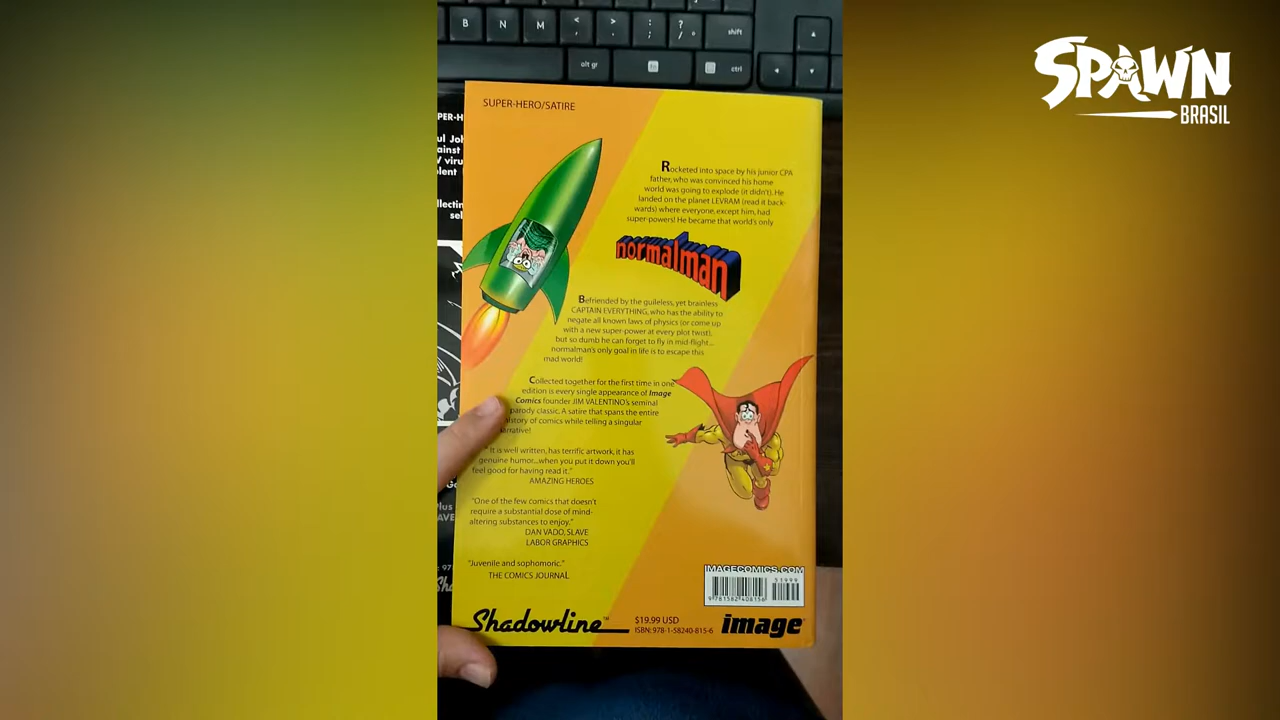 SPAWN
BRASIL
B N M < , > . : ; ? / ° shift
alt gr ctrl
SUPER-HERO/SATIRE
Rocketed into space by his junior CPA
father, who was convinced his home
world was going to explode (it didn't). He
landed on the planet LEVRAM (read it back-
wards) where everyone, except him, had
super-powers! He became that world's only
normalman
Befriended by the guileless, yet brainless
CAPTAIN EVERYTHING, who has the ability to
negate all known laws of physics (or come up
with a new super-power at every plot twist),
but so dumb he can forget to fly in mid-flight...
normalman's only goal in life is to escape this
mad world!
Collected together for the first time in one
edition is every single appearance of Image
Comics founder JIM VALENTINO's seminal
parody classic. A satire that spans the entire
history of comics while telling a singular
narrative!
"It is well written, has terrific artwork, it has
genuine humor...when you put it down you'll
feel good for having read it."
AMAZING HEROES
"One of the few comics that doesn't
require a substantial dose of mind-
altering substances to enjoy."
DAN VADO, SLAVE
LABOR GRAPHICS
"Juvenile and sophomoric."
THE COMICS JOURNAL
IMAGECOMICS.COM
51999
9 781582 408156
Shadowline™
$19.99 USD
ISBN: 978-1-58240-815-6
image